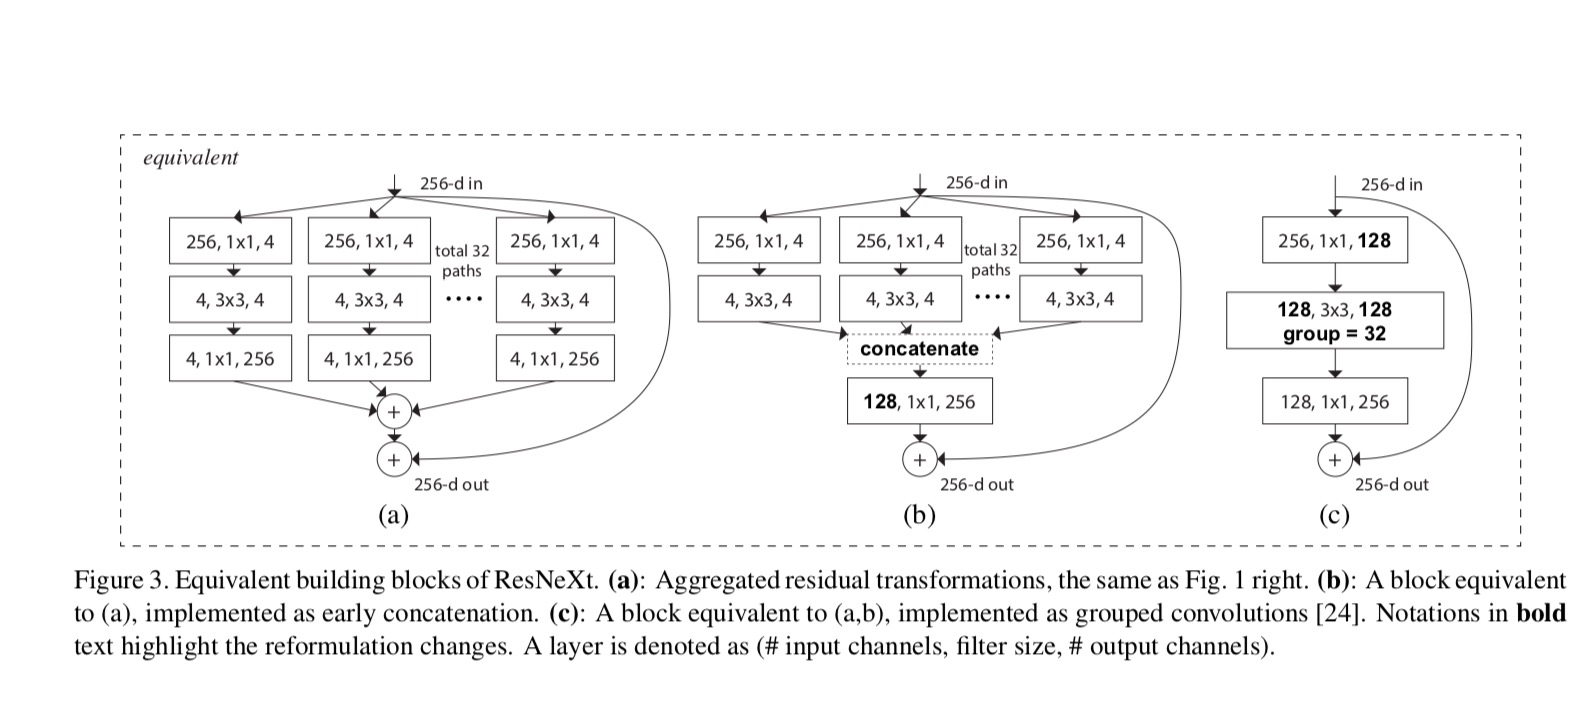 equivalent
256-d in
256, 1x1, 4
256, 1x1, 4
total 32
paths
256, 1x1, 4
4, 3x3, 4
4, 3x3, 4
....
4, 3x3, 4
4, 1x1, 256
4, 1x1, 256
4, 1x1, 256
+
+
256-d out
(a)
256-d in
256, 1x1, 4
256, 1x1, 4
total 32
paths
256, 1x1, 4
4, 3x3, 4
4, 3x3, 4
....
4, 3x3, 4
concatenate
128, 1x1, 256
+
256-d out
(b)
256-d in
256, 1x1, 128
128, 3x3, 128
group = 32
128, 1x1, 256
+
256-d out
(c)
Figure 3. Equivalent building blocks of ResNeXt. (a): Aggregated residual transformations, the same as Fig. 1 right. (b): A block equivalent
to (a), implemented as early concatenation. (c): A block equivalent to (a,b), implemented as grouped convolutions [24]. Notations in bold
text highlight the reformulation changes. A layer is denoted as (# input channels, filter size, # output channels).